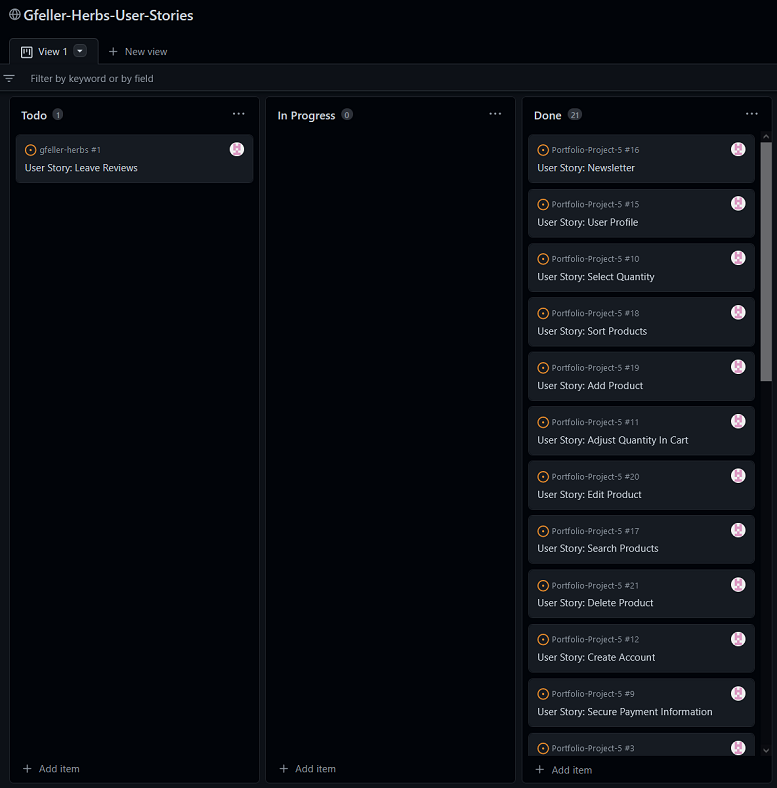 Gfeller-Herbs-User-Stories
View 1
New view
Filter by keyword or by field
Todo 1
gfeller-herbs #1
User Story: Leave Reviews
Add item
In Progress 0
Add item
Done 21
Portfolio-Project-5 #16
User Story: Newsletter
Portfolio-Project-5 #15
User Story: User Profile
Portfolio-Project-5 #10
User Story: Select Quantity
Portfolio-Project-5 #18
User Story: Sort Products
Portfolio-Project-5 #19
User Story: Add Product
Portfolio-Project-5 #11
User Story: Adjust Quantity In Cart
Portfolio-Project-5 #20
User Story: Edit Product
Portfolio-Project-5 #17
User Story: Search Products
Portfolio-Project-5 #21
User Story: Delete Product
Portfolio-Project-5 #12
User Story: Create Account
Portfolio-Project-5 #9
User Story: Secure Payment Information
Portfolio-Project-5 #3
Add item